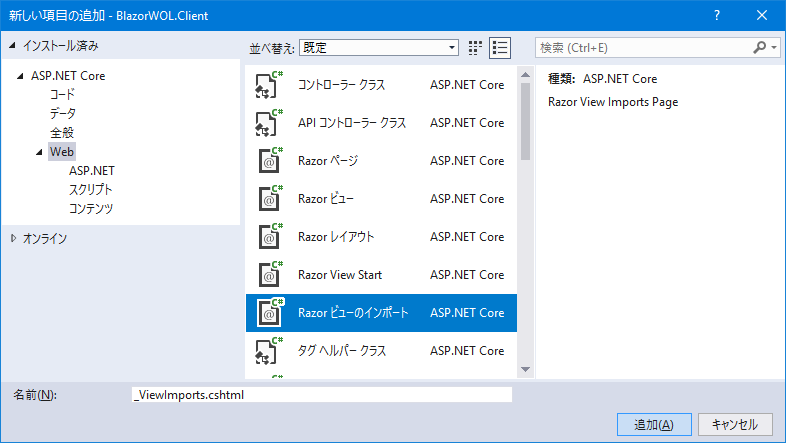 新しい項目の追加 - BlazorWOL.Client
インストール済み
ASP.NET Core
コード
データ
全般
Web
ASP.NET
スクリプト
コンテンツ
オンライン
並べ替え: 既定
コントローラー クラス ASP.NET Core
API コントローラー クラス ASP.NET Core
Razor ページ ASP.NET Core
Razor ビュー ASP.NET Core
Razor レイアウト ASP.NET Core
Razor View Start ASP.NET Core
Razor ビューのインポート ASP.NET Core
タグ ヘルパー クラス ASP.NET Core
検索 (Ctrl+E)
種類: ASP.NET Core
Razor View Imports Page
名前(N): _ViewImports.cshtml
追加(A) キャンセル